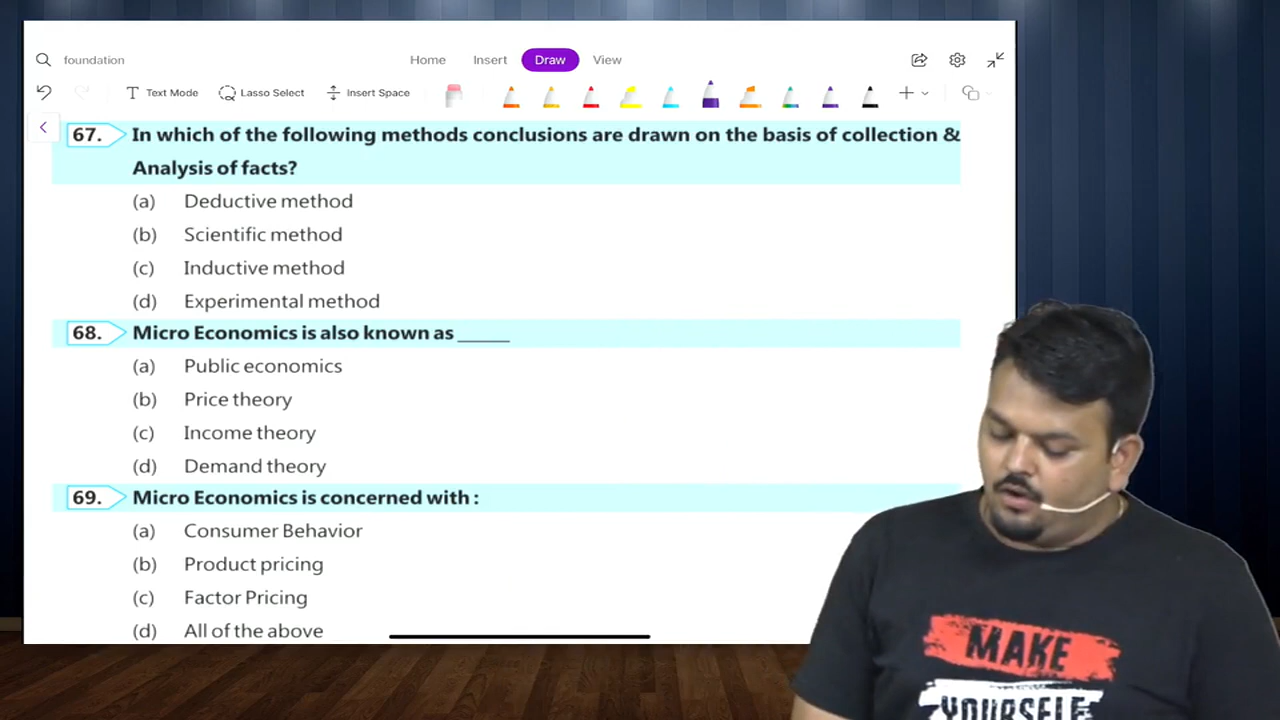 foundation
Home Insert Draw View
Text Mode Lasso Select Insert Space
67. In which of the following methods conclusions are drawn on the basis of collection &
Analysis of facts?
(a) Deductive method
(b) Scientific method
(c) Inductive method
(d) Experimental method
68. Micro Economics is also known as ______
(a) Public economics
(b) Price theory
(c) Income theory
(d) Demand theory
69. Micro Economics is concerned with :
(a) Consumer Behavior
(b) Product pricing
(c) Factor Pricing
(d) All of the above
MAKE
YOURSELF